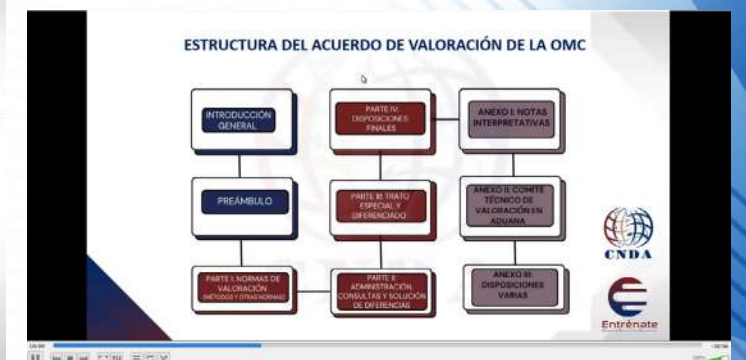 ESTRUCTURA DEL ACUERDO DE VALORACIÓN DE LA OMC
INTRODUCCIÓN
GENERAL
PREÁMBULO
PARTE I: NORMAS DE
VALORACIÓN
(MÉTODOS Y OTRAS NORMAS)
PARTE II:
ADMINISTRACIÓN,
CONSULTAS Y SOLUCIÓN
DE DIFERENCIAS
PARTE III: TRATO
ESPECIAL Y
DIFERENCIADO
PARTE IV:
DISPOSICIONES
FINALES
ANEXO I: NOTAS
INTERPRETATIVAS
ANEXO II: COMITÉ
TÉCNICO DE
VALORACIÓN EN
ADUANA
ANEXO III:
DISPOSICIONES
VARIAS
CNDA
Entrénate